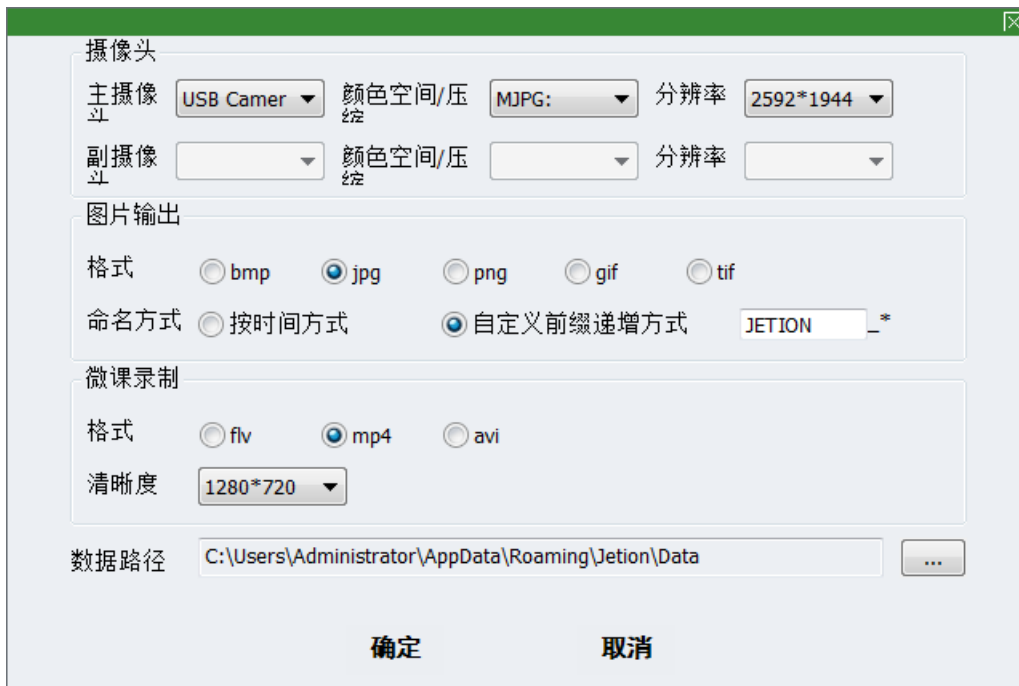 摄像头
主摄像头 USB Camer 颜色空间/压缩 MJPG: 分辨率 2592*1944
副摄像头 颜色空间/压缩 分辨率
图片输出
格式 bmp jpg png gif tif
命名方式 按时间方式 自定义前缀递增方式 JETION _*
微课录制
格式 flv mp4 avi
清晰度 1280*720
数据路径 C:\Users\Administrator\AppData\Roaming\Jetion\Data ...
确定 取消